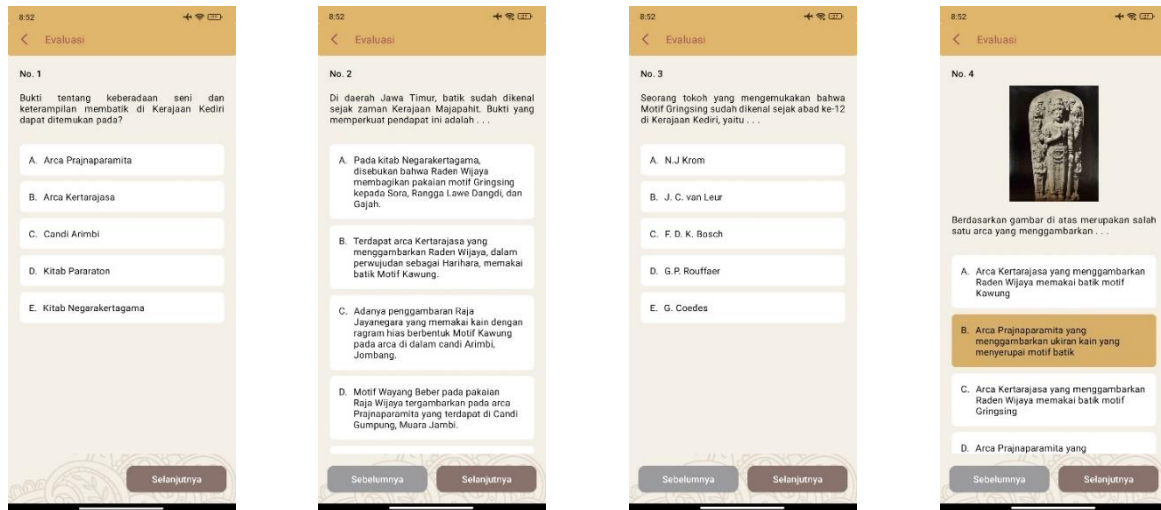 8:52
Evaluasi
No. 1
Bukti tentang keberadaan seni dan
keterampilan membatik di Kerajaan Kediri
dapat ditemukan pada?
A. Arca Prajnaparamita
B. Arca Kertarajasa
C. Candi Arimbi
D. Kitab Pararaton
E. Kitab Negarakertagama
Selanjutnya
8:52
Evaluasi
No. 2
Di daerah Jawa Timur, batik sudah dikenal
sejak zaman Kerajaan Majapahit. Bukti yang
memperkuat pendapat ini adalah . . .
A. Pada kitab Negarakertagama,
disebukan bahwa Raden Wijaya
membagikan pakaian motif Gringsing
kepada Sora, Rangga Lawe Dangdi, dan
Gajah.
B. Terdapat arca Kertarajasa yang
menggambarkan Raden Wijaya, dalam
perwujudan sebagai Harihara, memakai
batik Motif Kawung.
C. Adanya penggambaran Raja
Jayanegara yang memakai kain dengan
ragram hias berbentuk Motif Kawung
pada arca di dalam candi Arimbi,
Jombang.
D. Motif Wayang Beber pada pakaian
Raja Wijaya tergambarkan pada arca
Prajnaparamita yang terdapat di Candi
Gumpung, Muara Jambi.
Sebelumnya
Selanjutnya
8:52
Evaluasi
No. 3
Seorang tokoh yang mengemukakan bahwa
Motif Gringsing sudah dikenal sejak abad ke-12
di Kerajaan Kediri, yaitu . . .
A. N.J Krom
B. J. C. van Leur
C. F. D. K. Bosch
D. G.P. Rouffaer
E. G. Coedes
Sebelumnya
Selanjutnya
8:52
Evaluasi
No. 4
Berdasarkan gambar di atas merupakan salah
satu arca yang menggambarkan . . .
A. Arca Kertarajasa yang menggambarkan
Raden Wijaya memakai batik motif
Kawung
B. Arca Prajnaparamita yang
menggambarkan ukiran kain yang
menyerupai motif batik
C. Arca Kertarajasa yang menggambarkan
Raden Wijaya memakai batik motif
Gringsing
D. Arca Prajnaparamita yang
Sebelumnya
Selanjutnya